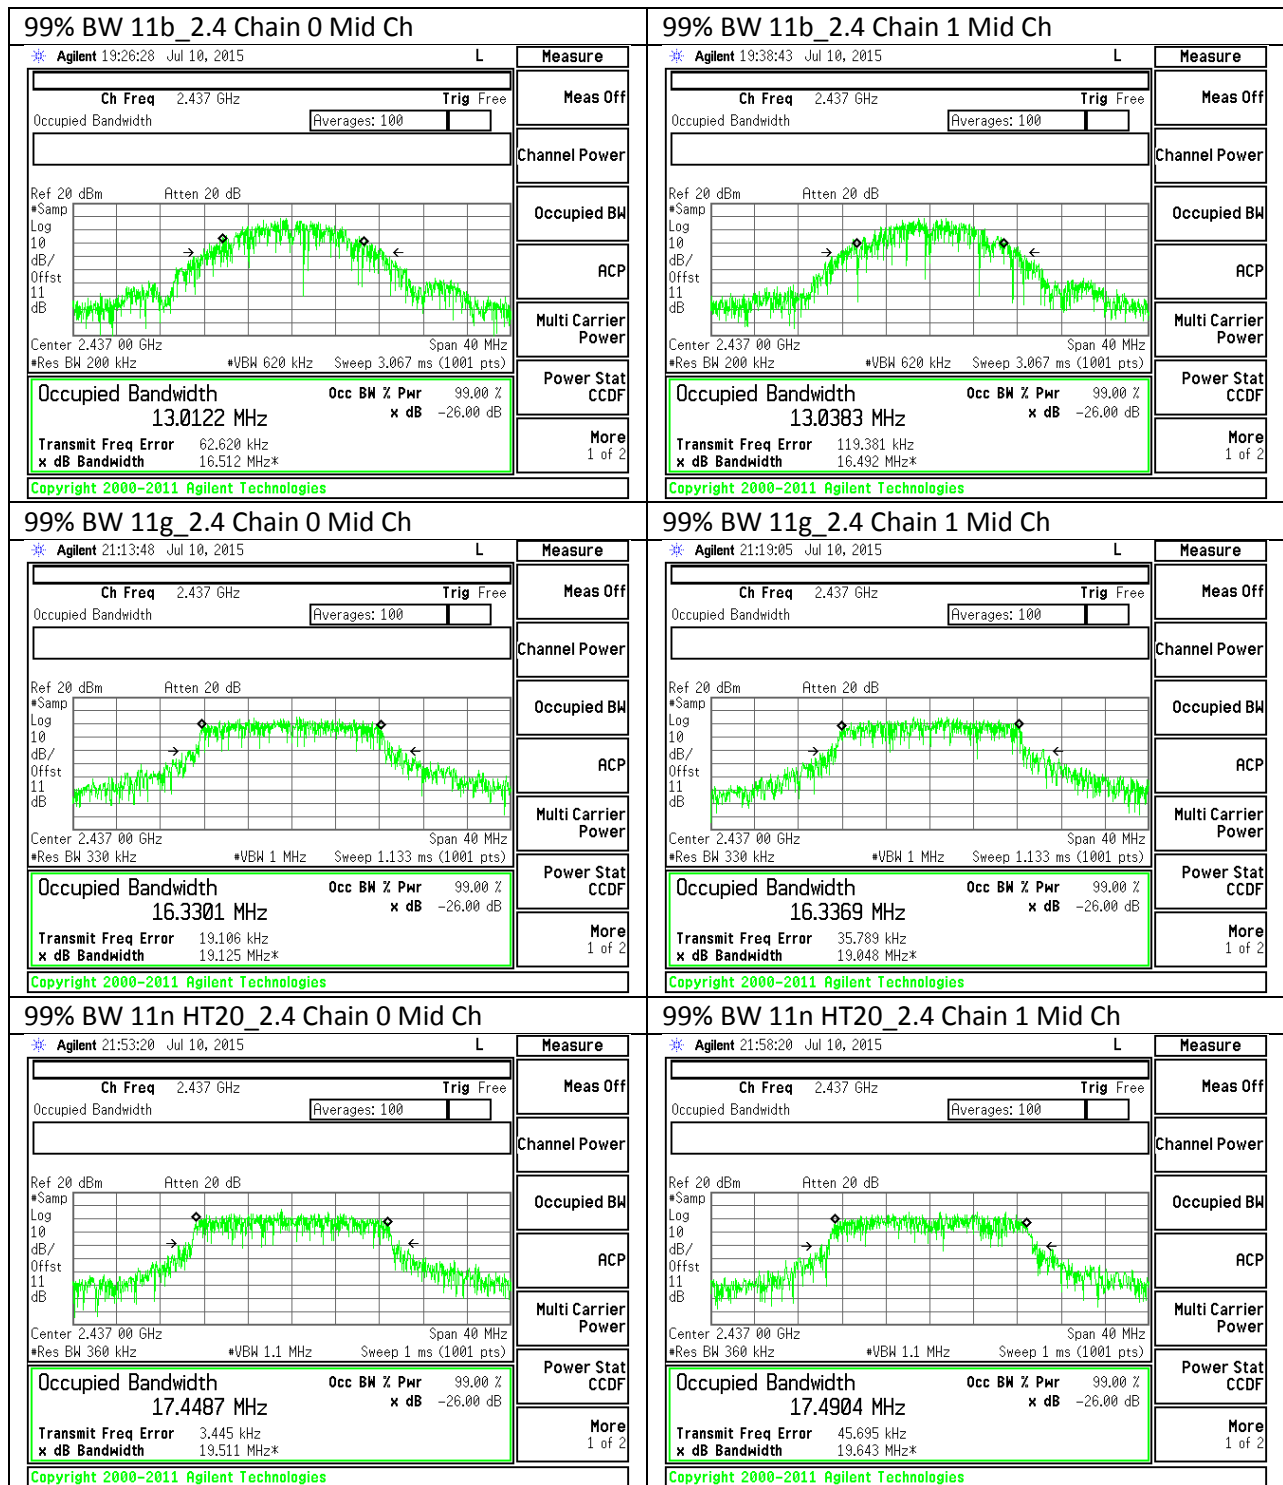 99% BW 11b_2.4 Chain 0 Mid Ch
Agilent 19:26:28 Jul 10, 2015 L Measure
Ch Freq 2.437 GHz Trig Free Meas Off
Occupied Bandwidth Averages: 100
Channel Power
Ref 20 dBm Atten 20 dB
#Samp Occupied BW
Log
10
dB/ ACP
Offst
11
dB Multi Carrier
Power
Center 2.437 00 GHz Span 40 MHz
#Res BW 200 kHz #VBW 620 kHz Sweep 3.067 ms (1001 pts)
Power Stat
CCDF
Occupied Bandwidth Occ BW % Pwr 99.00 %
13.0122 MHz x dB -26.00 dB
Transmit Freq Error 62.620 kHz More
x dB Bandwidth 16.512 MHz* 1 of 2
Copyright 2000-2011 Agilent Technologies
99% BW 11b_2.4 Chain 1 Mid Ch
Agilent 19:38:43 Jul 10, 2015 L Measure
Ch Freq 2.437 GHz Trig Free Meas Off
Occupied Bandwidth Averages: 100
Channel Power
Ref 20 dBm Atten 20 dB
#Samp Occupied BW
Log
10
dB/ ACP
Offst
11
dB Multi Carrier
Power
Center 2.437 00 GHz Span 40 MHz
#Res BW 200 kHz #VBW 620 kHz Sweep 3.067 ms (1001 pts)
Power Stat
CCDF
Occupied Bandwidth Occ BW % Pwr 99.00 %
13.0383 MHz x dB -26.00 dB
Transmit Freq Error 119.381 kHz More
x dB Bandwidth 16.492 MHz* 1 of 2
Copyright 2000-2011 Agilent Technologies
99% BW 11g_2.4 Chain 0 Mid Ch
Agilent 21:13:48 Jul 10, 2015 L Measure
Ch Freq 2.437 GHz Trig Free Meas Off
Occupied Bandwidth Averages: 100
Channel Power
Ref 20 dBm Atten 20 dB
#Samp Occupied BW
Log
10
dB/ ACP
Offst
11
dB Multi Carrier
Power
Center 2.437 00 GHz Span 40 MHz
#Res BW 330 kHz #VBW 1 MHz Sweep 1.133 ms (1001 pts)
Power Stat
CCDF
Occupied Bandwidth Occ BW % Pwr 99.00 %
16.3301 MHz x dB -26.00 dB
Transmit Freq Error 19.106 kHz More
x dB Bandwidth 19.125 MHz* 1 of 2
Copyright 2000-2011 Agilent Technologies
99% BW 11g_2.4 Chain 1 Mid Ch
Agilent 21:19:05 Jul 10, 2015 L Measure
Ch Freq 2.437 GHz Trig Free Meas Off
Occupied Bandwidth Averages: 100
Channel Power
Ref 20 dBm Atten 20 dB
#Samp Occupied BW
Log
10
dB/ ACP
Offst
11
dB Multi Carrier
Power
Center 2.437 00 GHz Span 40 MHz
#Res BW 330 kHz #VBW 1 MHz Sweep 1.133 ms (1001 pts)
Power Stat
CCDF
Occupied Bandwidth Occ BW % Pwr 99.00 %
16.3369 MHz x dB -26.00 dB
Transmit Freq Error 35.789 kHz More
x dB Bandwidth 19.048 MHz* 1 of 2
Copyright 2000-2011 Agilent Technologies
99% BW 11n HT20_2.4 Chain 0 Mid Ch
Agilent 21:53:20 Jul 10, 2015 L Measure
Ch Freq 2.437 GHz Trig Free Meas Off
Occupied Bandwidth Averages: 100
Channel Power
Ref 20 dBm Atten 20 dB
#Samp Occupied BW
Log
10
dB/ ACP
Offst
11
dB Multi Carrier
Power
Center 2.437 00 GHz Span 40 MHz
#Res BW 360 kHz #VBW 1.1 MHz Sweep 1 ms (1001 pts)
Power Stat
CCDF
Occupied Bandwidth Occ BW % Pwr 99.00 %
17.4487 MHz x dB -26.00 dB
Transmit Freq Error 3.445 kHz More
x dB Bandwidth 19.511 MHz* 1 of 2
Copyright 2000-2011 Agilent Technologies
99% BW 11n HT20_2.4 Chain 1 Mid Ch
Agilent 21:58:20 Jul 10, 2015 L Measure
Ch Freq 2.437 GHz Trig Free Meas Off
Occupied Bandwidth Averages: 100
Channel Power
Ref 20 dBm Atten 20 dB
#Samp Occupied BW
Log
10
dB/ ACP
Offst
11
dB Multi Carrier
Power
Center 2.437 00 GHz Span 40 MHz
#Res BW 360 kHz #VBW 1.1 MHz Sweep 1 ms (1001 pts)
Power Stat
CCDF
Occupied Bandwidth Occ BW % Pwr 99.00 %
17.4904 MHz x dB -26.00 dB
Transmit Freq Error 45.695 kHz More
x dB Bandwidth 19.643 MHz* 1 of 2
Copyright 2000-2011 Agilent Technologies